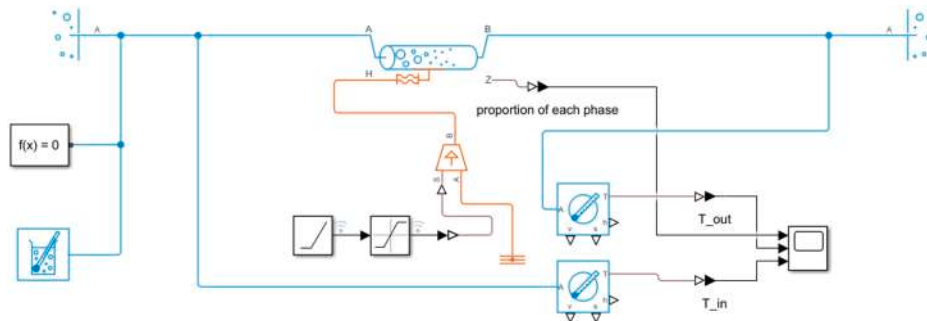 A
A
B
A
H
Z
proportion of each phase
f(x) = 0
B
S
A
A
T
h
v
s
T_out
A
T
h
v
s
T_in